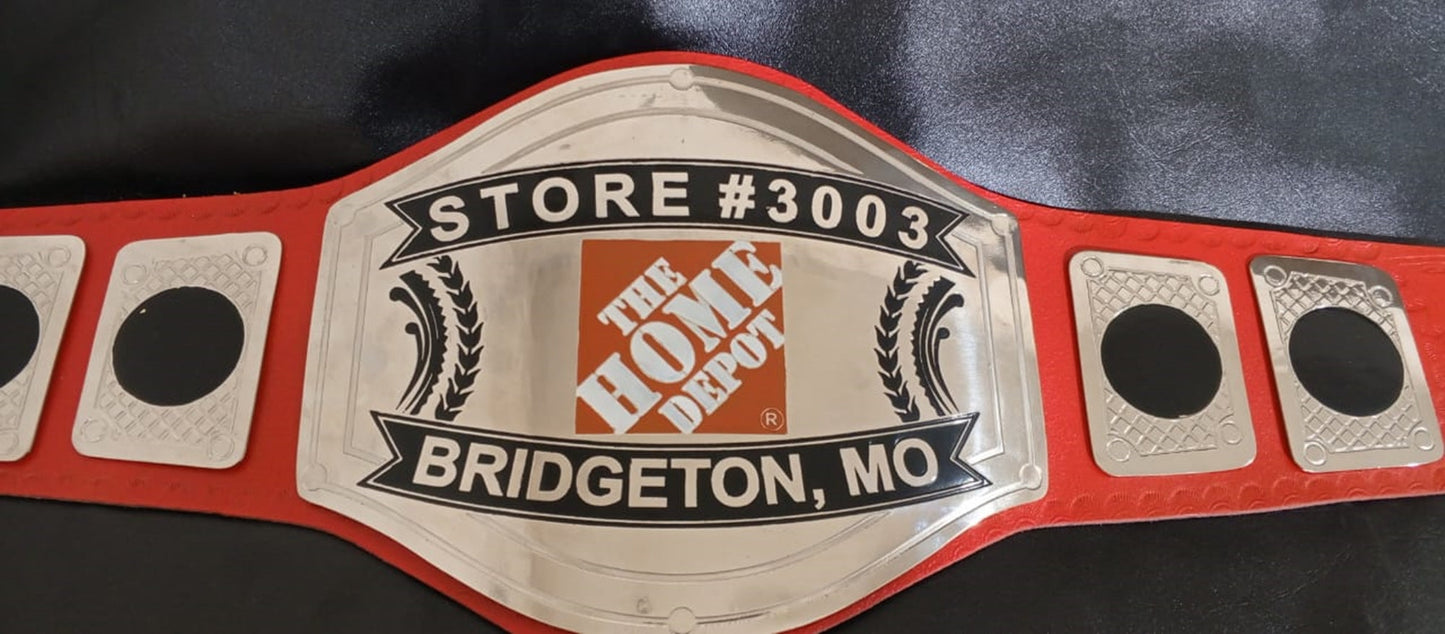 STORE #3003
THE
HOME
DEPOT
®
BRIDGETON, MO